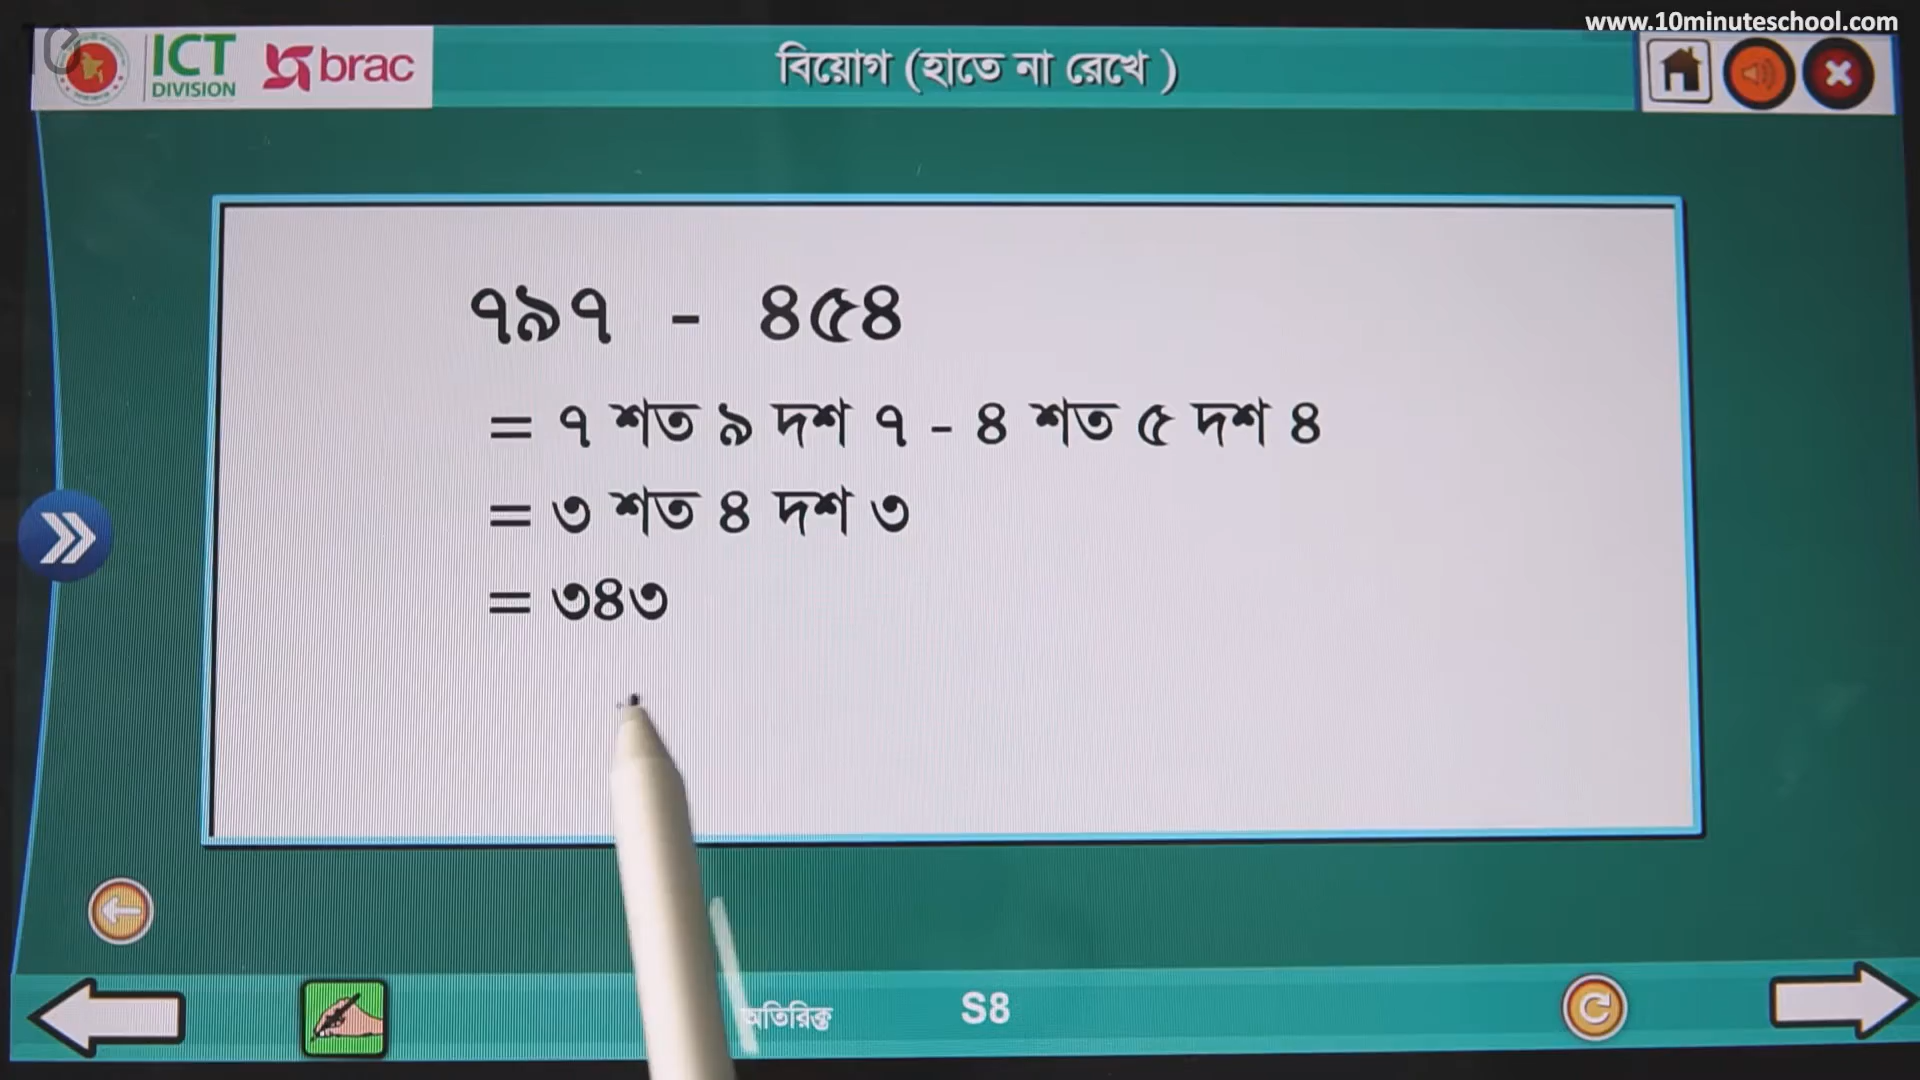 www.10minuteschool.com
ICT
DIVISION
brac
বিয়োগ (হাতে না রেখে )
৭৯৭ - ৪৫৪
= ৭ শত ৯ দশ ৭ - ৪ শত ৫ দশ ৪
= ৩ শত ৪ দশ ৩
= ৩৪৩
অতিরিক্ত
S8